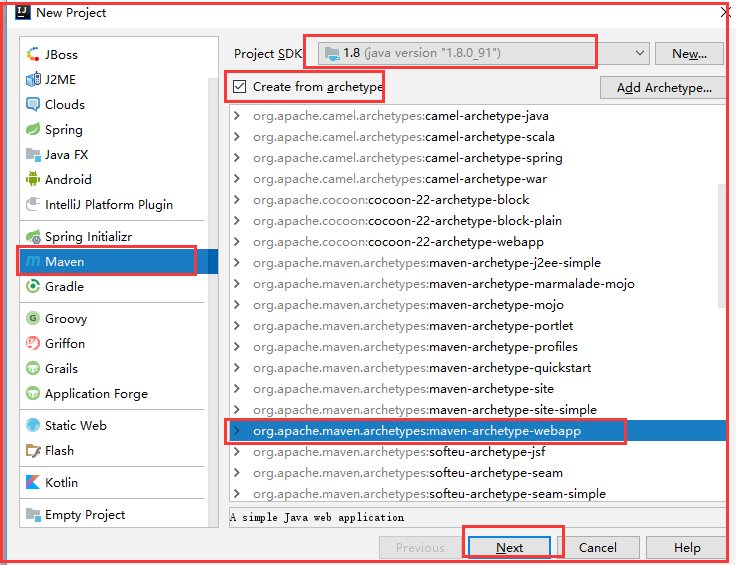 New Project
JBoss
J2ME
Clouds
Spring
Java FX
Android
IntelliJ Platform Plugin
Spring Initializr
Maven
Gradle
Groovy
Griffon
Grails
Application Forge
Static Web
Flash
Kotlin
Empty Project
Project SDK
1.8 (java version "1.8.0_91")
New...
Create from archetype
Add Archetype...
org.apache.camel.archetypes:camel-archetype-java
org.apache.camel.archetypes:camel-archetype-scala
org.apache.camel.archetypes:camel-archetype-spring
org.apache.camel.archetypes:camel-archetype-war
org.apache.cocoon:cocoon-22-archetype-block
org.apache.cocoon:cocoon-22-archetype-block-plain
org.apache.cocoon:cocoon-22-archetype-webapp
org.apache.maven.archetypes:maven-archetype-j2ee-simple
org.apache.maven.archetypes:maven-archetype-marmalade-mojo
org.apache.maven.archetypes:maven-archetype-mojo
org.apache.maven.archetypes:maven-archetype-portlet
org.apache.maven.archetypes:maven-archetype-profiles
org.apache.maven.archetypes:maven-archetype-quickstart
org.apache.maven.archetypes:maven-archetype-site
org.apache.maven.archetypes:maven-archetype-site-simple
org.apache.maven.archetypes:maven-archetype-webapp
org.apache.maven.archetypes:softeu-archetype-jsf
org.apache.maven.archetypes:softeu-archetype-seam
org.apache.maven.archetypes:softeu-archetype-seam-simple
A simple Java web application
Previous
Next
Cancel
Help